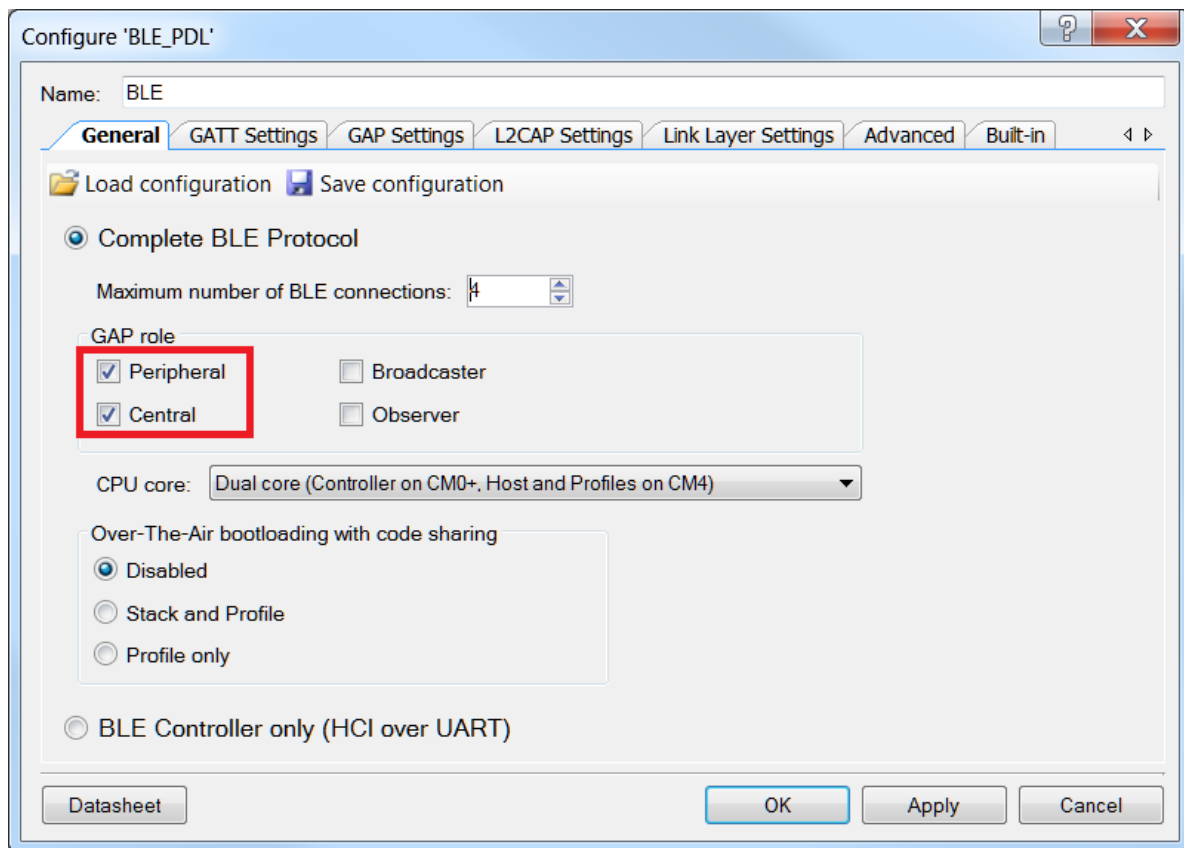 Configure 'BLE_PDL'
Name: BLE
General GATT Settings GAP Settings L2CAP Settings Link Layer Settings Advanced Built-in
Load configuration Save configuration
Complete BLE Protocol
Maximum number of BLE connections: 4
GAP role
Peripheral Broadcaster
Central Observer
CPU core: Dual core (Controller on CM0+, Host and Profiles on CM4)
Over-The-Air bootloading with code sharing
Disabled
Stack and Profile
Profile only
BLE Controller only (HCI over UART)
Datasheet OK Apply Cancel